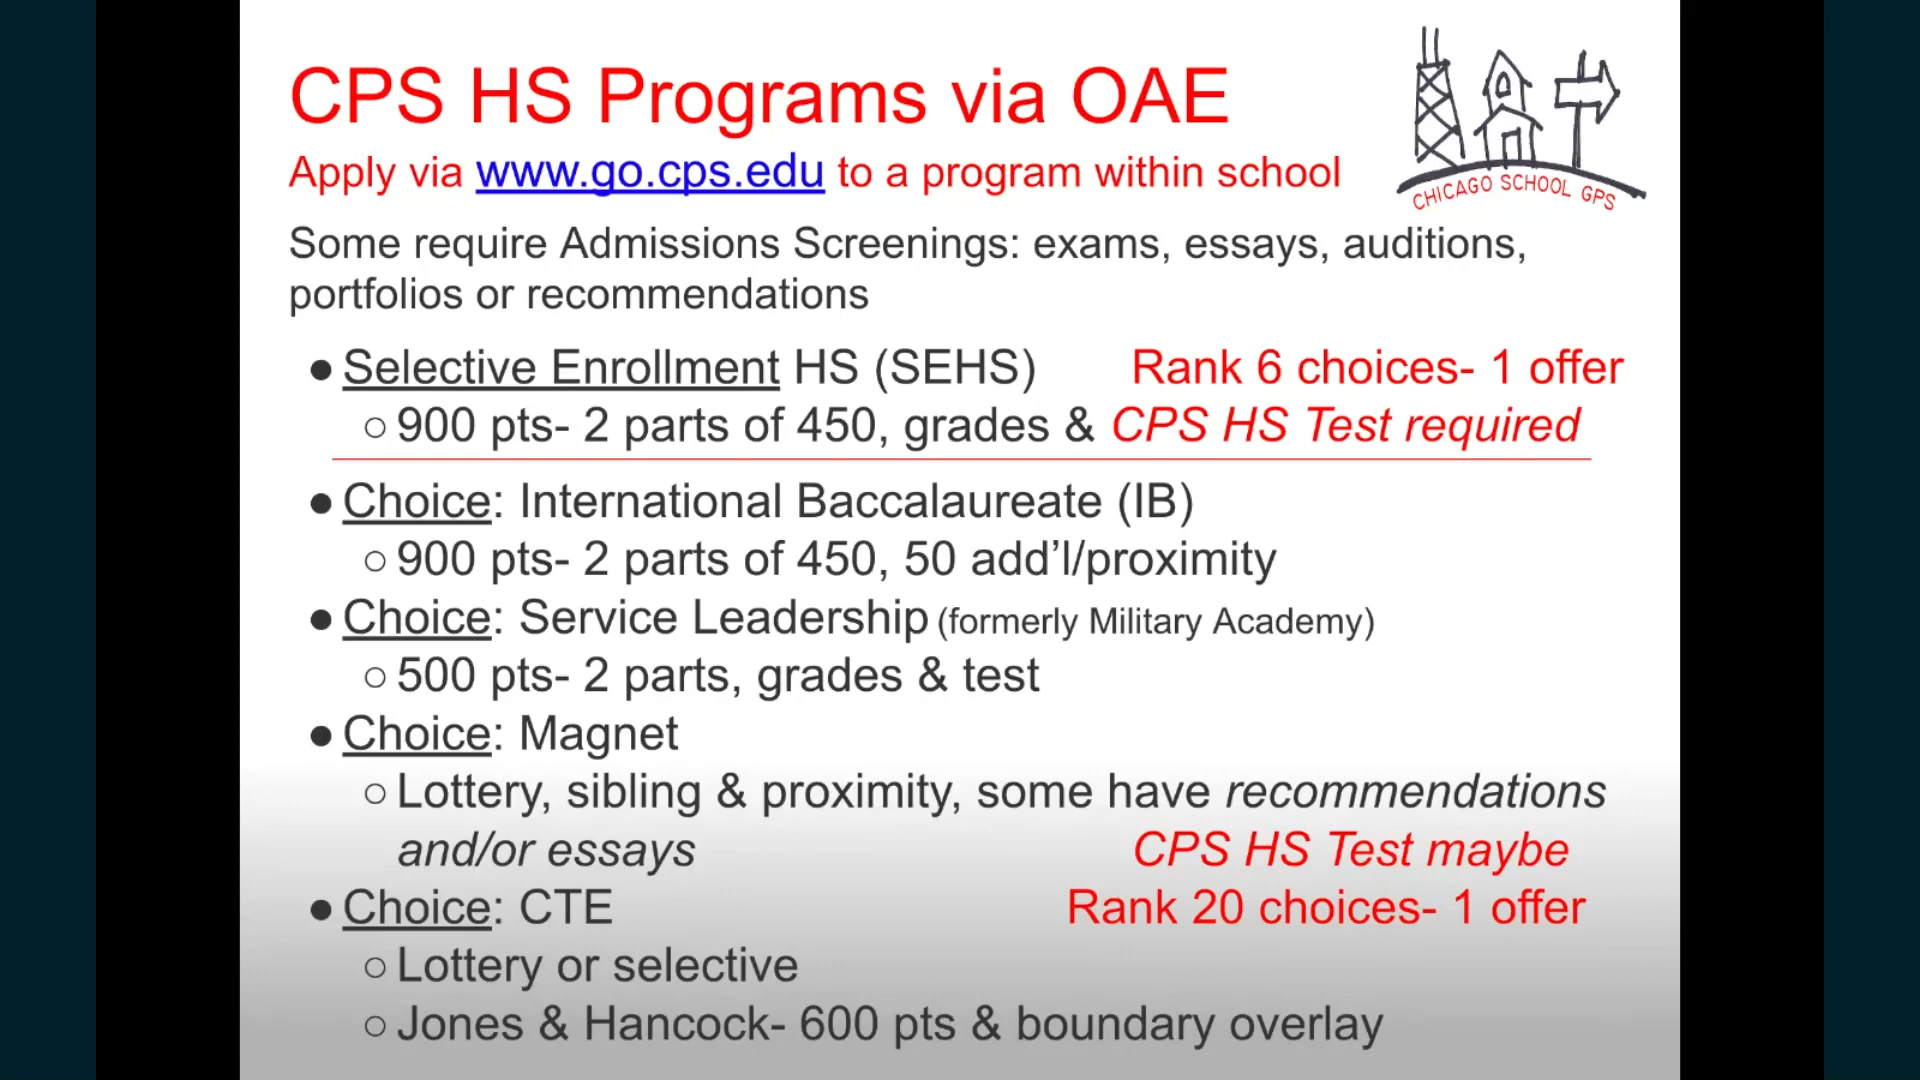 CPS HS Programs via OAE
Apply via www.go.cps.edu to a program within school
CHICAGO SCHOOL GPS
Some require Admissions Screenings: exams, essays, auditions,
portfolios or recommendations
● Selective Enrollment HS (SEHS) Rank 6 choices- 1 offer
○ 900 pts- 2 parts of 450, grades & CPS HS Test required
● Choice: International Baccalaureate (IB)
○ 900 pts- 2 parts of 450, 50 add’l/proximity
● Choice: Service Leadership (formerly Military Academy)
○ 500 pts- 2 parts, grades & test
● Choice: Magnet
○ Lottery, sibling & proximity, some have recommendations
and/or essays CPS HS Test maybe
● Choice: CTE Rank 20 choices- 1 offer
○ Lottery or selective
○ Jones & Hancock- 600 pts & boundary overlay